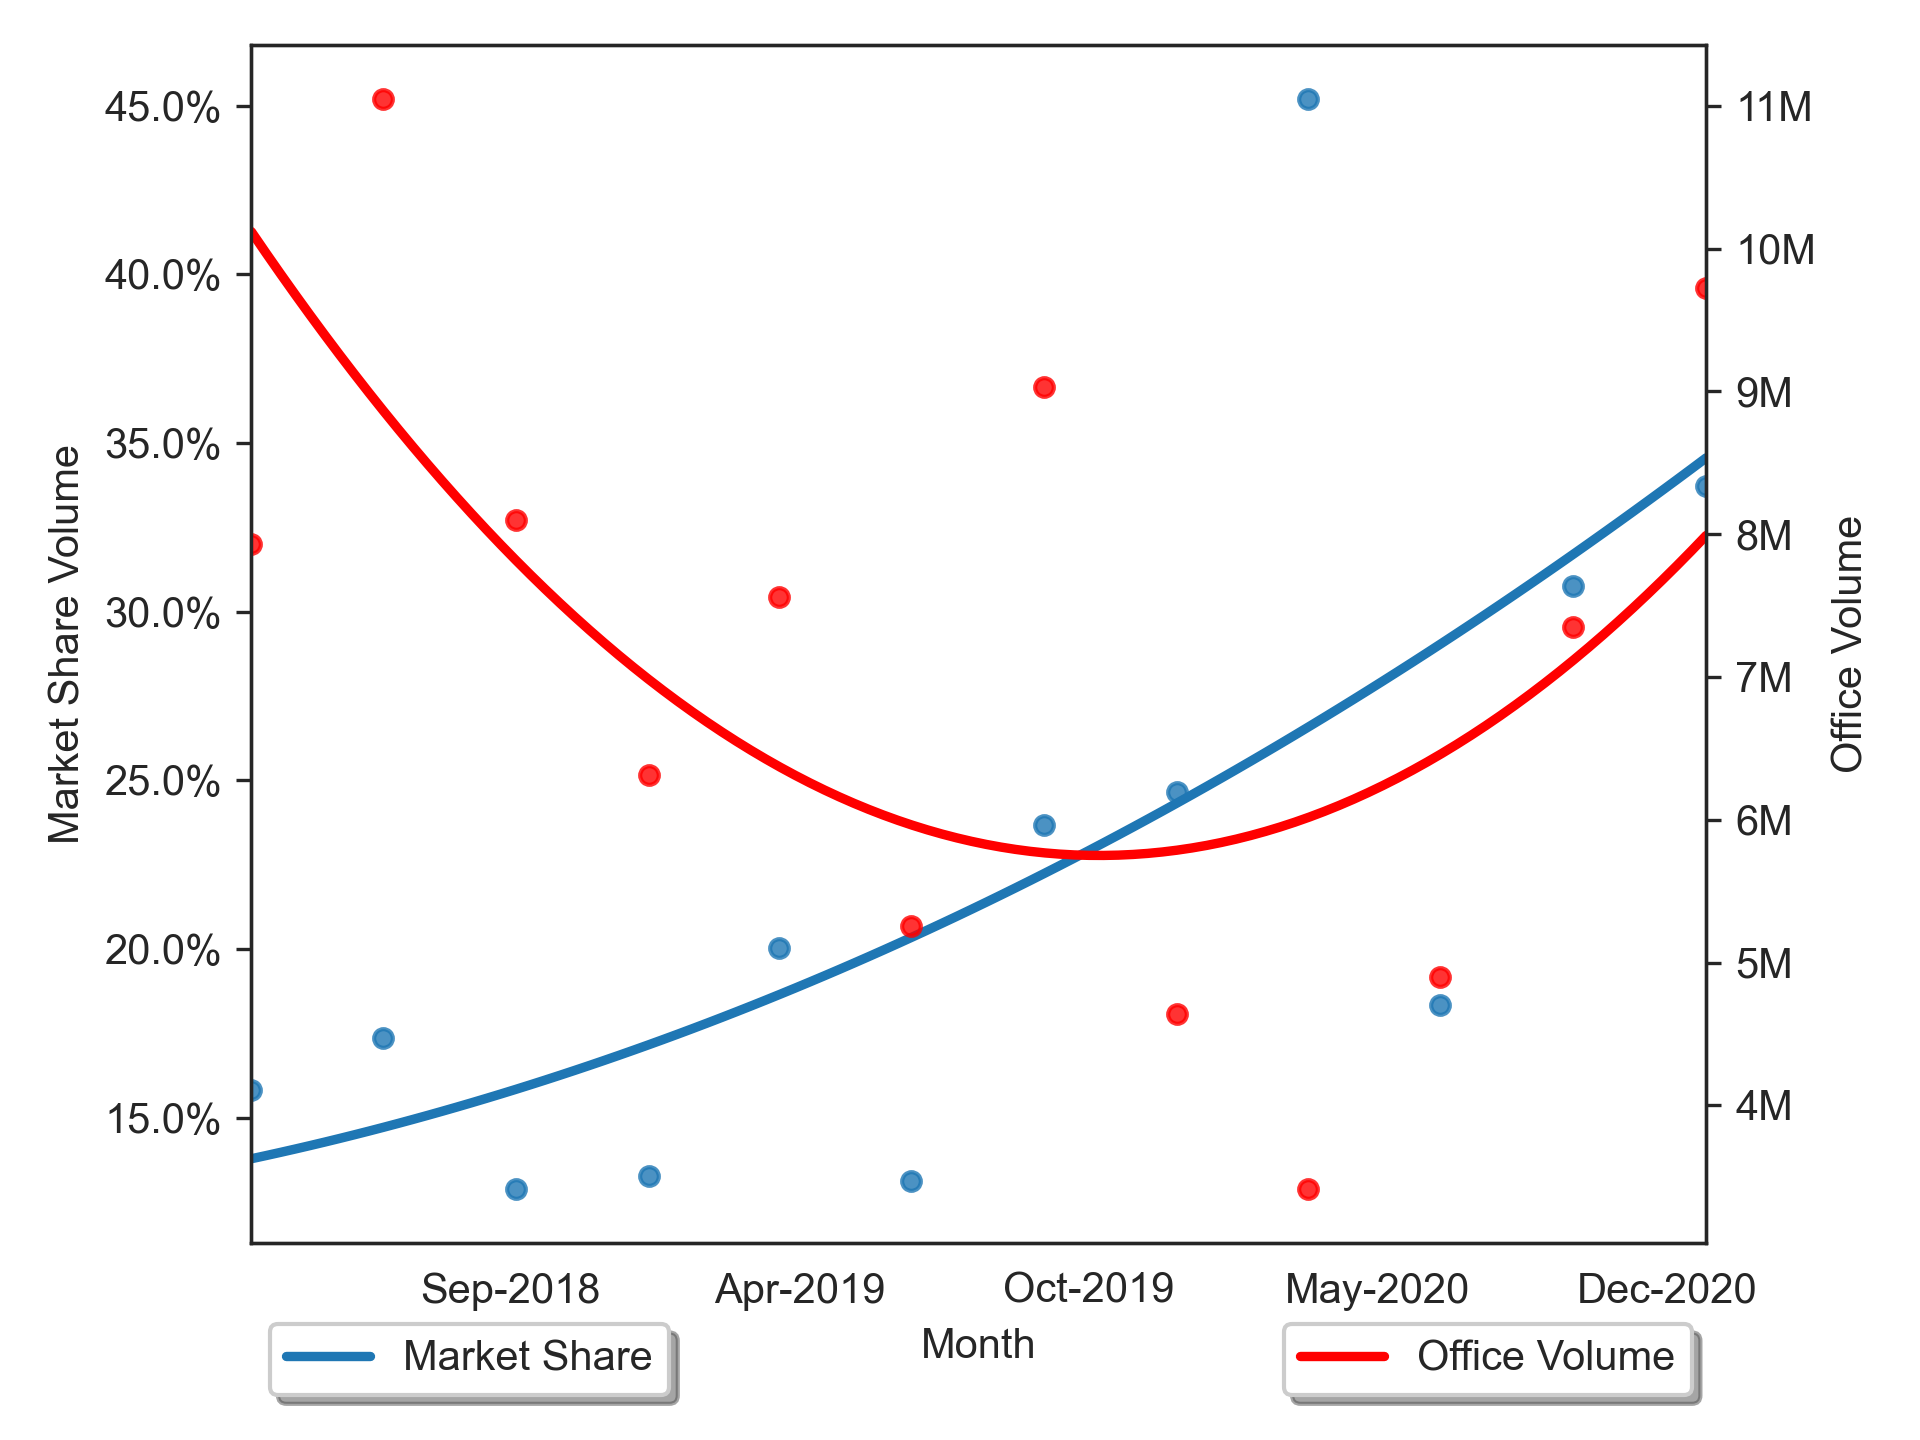 45.0%
40.0%
35.0%
30.0%
25.0%
20.0%
15.0%
Market Share Volume
11M
10M
9M
8M
7M
6M
5M
4M
Office Volume
Sep-2018
Apr-2019
Oct-2019
May-2020
Dec-2020
Month
Market Share
Office Volume